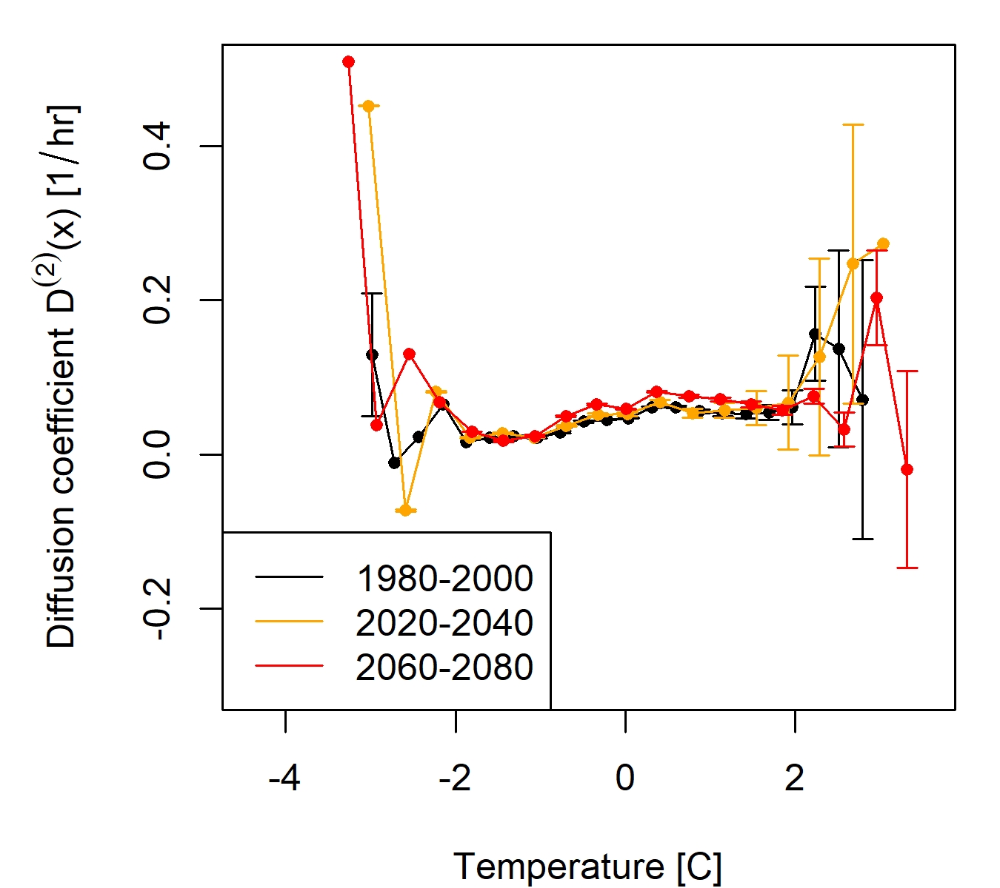 Diffusion coefficient D⁽²⁾(x) [1/hr]
0.4
0.2
0.0
-0.2
1980-2000
2020-2040
2060-2080
-4 -2 0 2
Temperature [C]